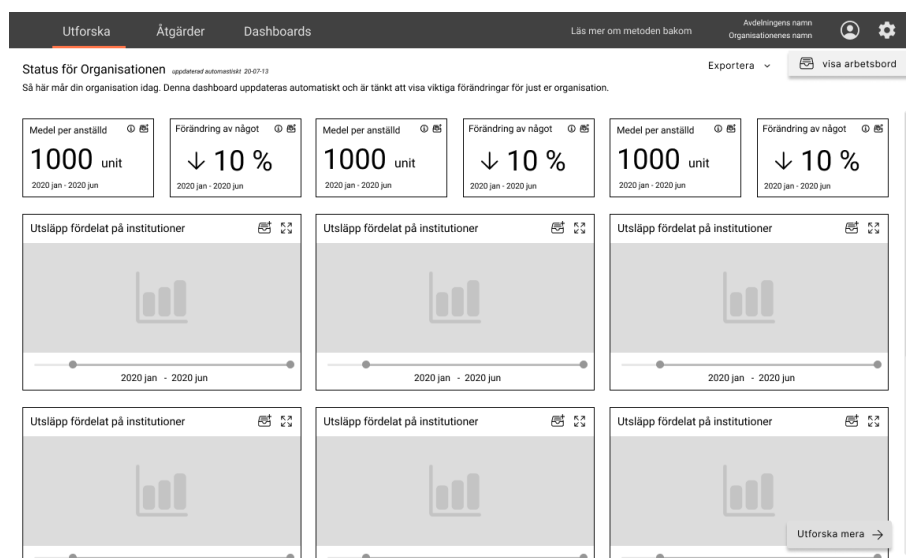 Utforska Åtgärder Dashboards Läs mer om metoden bakom Avdelningens namn
Organisationenes namn
Status för Organisationen uppdaterad automastiskt 20-07-13 Exportera visa arbetsbord
Så här mår din organisation idag. Denna dashboard uppdateras automatiskt och är tänkt att visa viktiga förändringar för just er organisation.
Medel per anställd Förändring av något Medel per anställd Förändring av något Medel per anställd Förändring av något
1000 unit 10 % 1000 unit 10 % 1000 unit 10 %
2020 jan - 2020 jun 2020 jan - 2020 jun 2020 jan - 2020 jun 2020 jan - 2020 jun 2020 jan - 2020 jun 2020 jan - 2020 jun
Utsläpp fördelat på institutioner Utsläpp fördelat på institutioner Utsläpp fördelat på institutioner
2020 jan - 2020 jun 2020 jan - 2020 jun 2020 jan - 2020 jun
Utsläpp fördelat på institutioner Utsläpp fördelat på institutioner Utsläpp fördelat på institutioner
Utforska mera